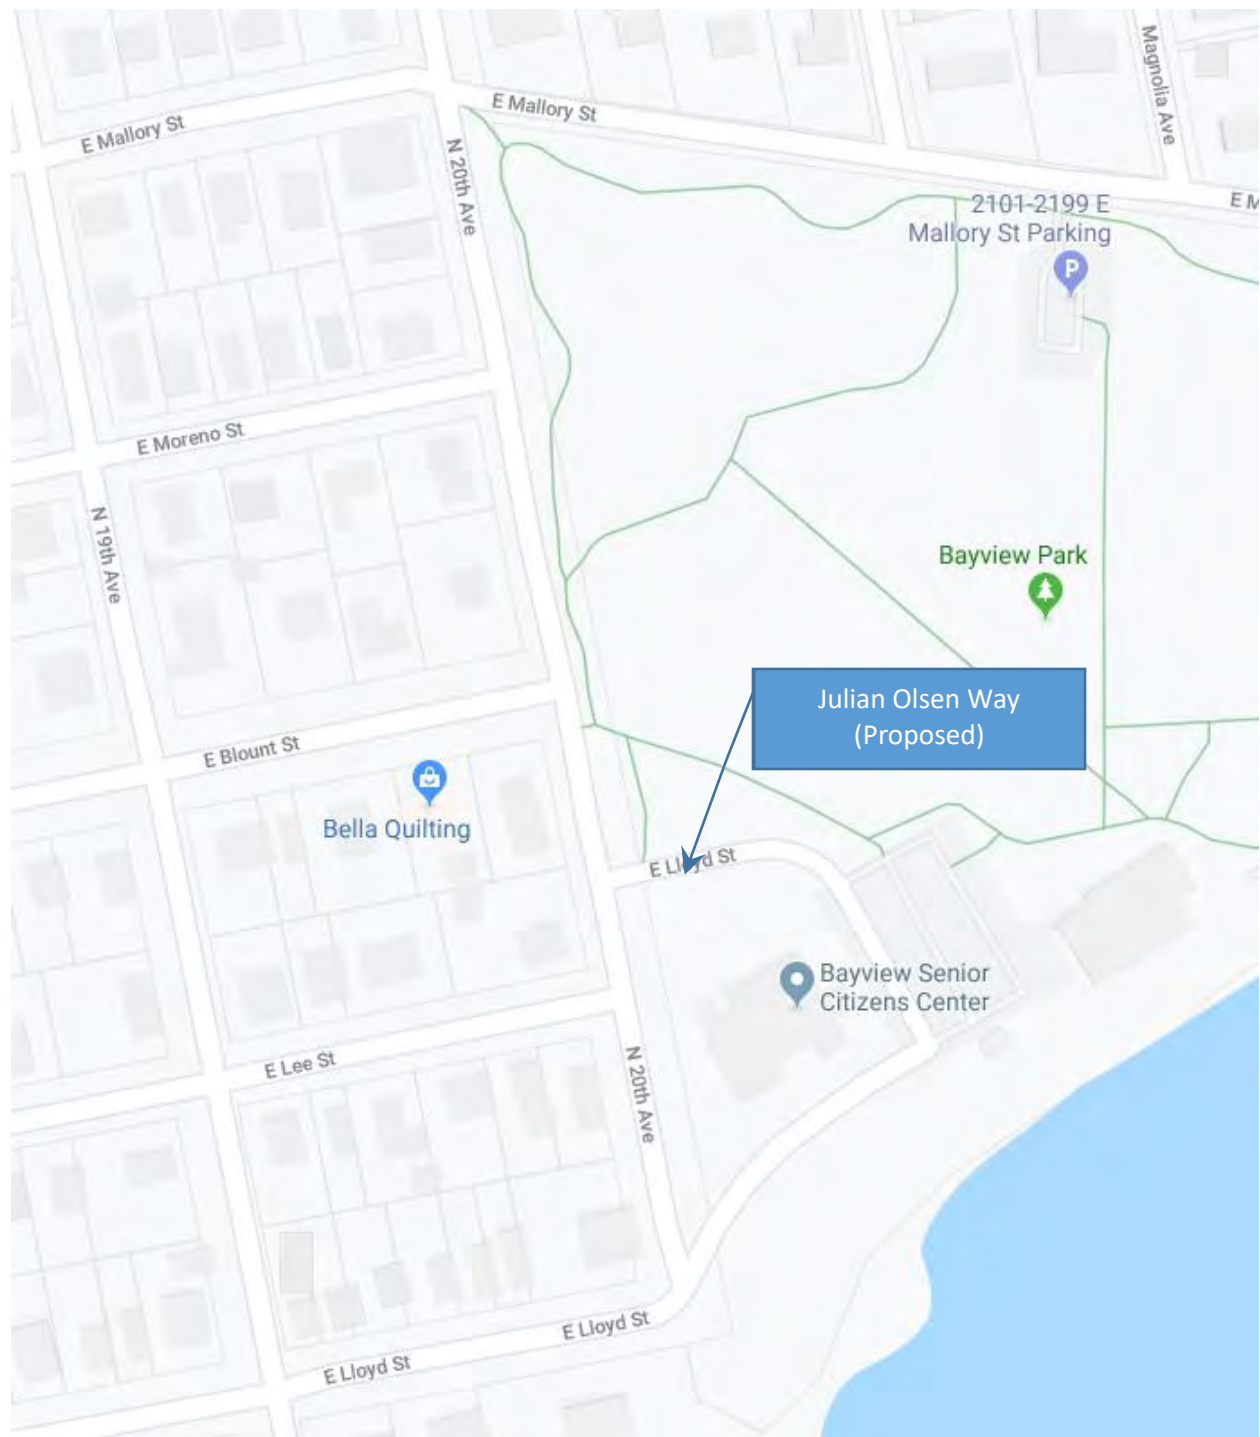 E Mallory St
E Mallory St
Magnolia Ave
N 20th Ave
2101-2199 E
Mallory St Parking
P
E M
E Moreno St
N 19th Ave
Bayview Park
Julian Olsen Way
(Proposed)
E Blount St
Bella Quilting
E Lloyd St
Bayview Senior
Citizens Center
E Lee St
N 20th Ave
E Lloyd St
E Lloyd St